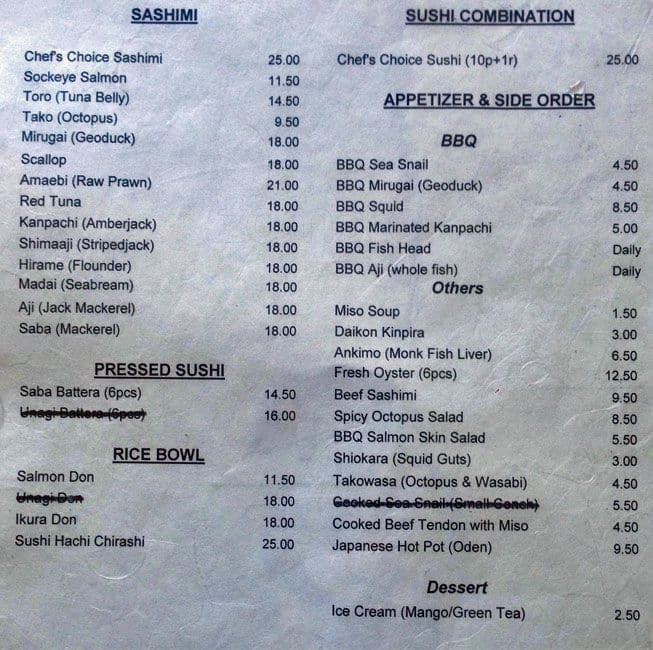 SASHIMI
Chef's Choice Sashimi 25.00
Sockeye Salmon 11.50
Toro (Tuna Belly) 14.50
Tako (Octopus) 9.50
Mirugai (Geoduck) 18.00
Scallop 18.00
Amaebi (Raw Prawn) 21.00
Red Tuna 18.00
Kanpachi (Amberjack) 18.00
Shimaaji (Stripedjack) 18.00
Hirame (Flounder) 18.00
Madai (Seabream) 18.00
Aji (Jack Mackerel) 18.00
Saba (Mackerel) 18.00
PRESSED SUSHI
Saba Battera (6pcs) 14.50
Unagi Battera (6pcs) 16.00
RICE BOWL
Salmon Don 11.50
Unagi Don 18.00
Ikura Don 18.00
Sushi Hachi Chirashi 25.00
SUSHI COMBINATION
Chef's Choice Sushi (10p+1r) 25.00
APPETIZER & SIDE ORDER
BBQ
BBQ Sea Snail 4.50
BBQ Mirugai (Geoduck) 4.50
BBQ Squid 8.50
BBQ Marinated Kanpachi 5.00
BBQ Fish Head Daily
BBQ Aji (whole fish) Daily
Others
Miso Soup 1.50
Daikon Kinpira 3.00
Ankimo (Monk Fish Liver) 6.50
Fresh Oyster (6pcs) 12.50
Beef Sashimi 9.50
Spicy Octopus Salad 8.50
BBQ Salmon Skin Salad 5.50
Shiokara (Squid Guts) 3.00
Takowasa (Octopus & Wasabi) 4.50
Cooked Sea Snail (Small Conch) 5.50
Cooked Beef Tendon with Miso 4.50
Japanese Hot Pot (Oden) 9.50
Dessert
Ice Cream (Mango/Green Tea) 2.50